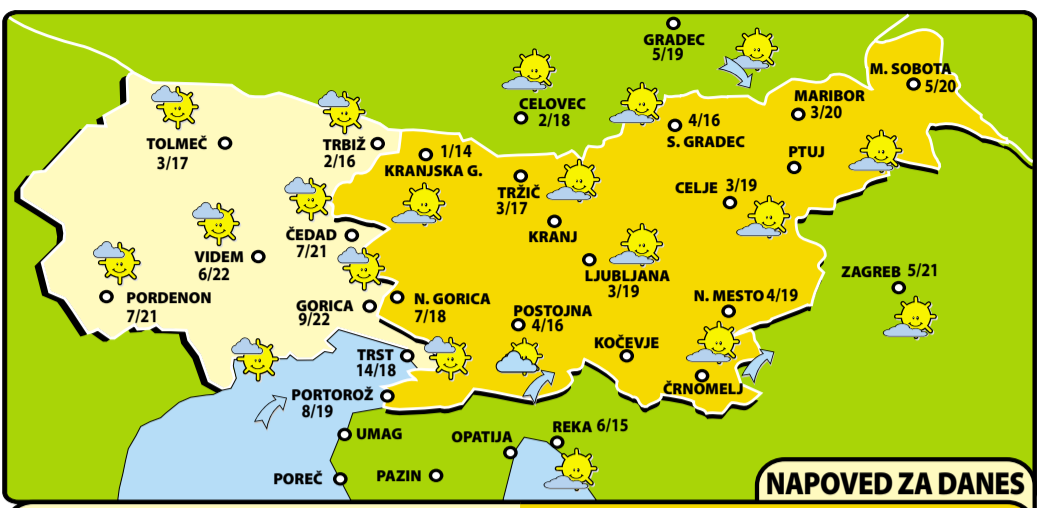 GRADEC
5/19
M. SOBOTA
5/20
MARIBOR
3/20
CELOVEC
2/18
4/16
S. GRADEC
TOLMEČ
3/17
TRBIŽ
2/16
1/14
KRANJSKA G.
PTUJ
TRŽIČ
3/17
CELJE 3/19
KRANJ
ČEDAD
7/21
VIDEM
6/22
LJUBLJANA
3/19
ZAGREB 5/21
PORDENON
7/21
GORICA
9/22
N. GORICA
7/18
N. MESTO 4/19
POSTOJNA
4/16
KOČEVJE
TRST
14/18
ČRNOMELJ
PORTOROŽ
8/19
UMAG
OPATIJA
REKA 6/15
POREČ
PAZIN
NAPOVED ZA DANES